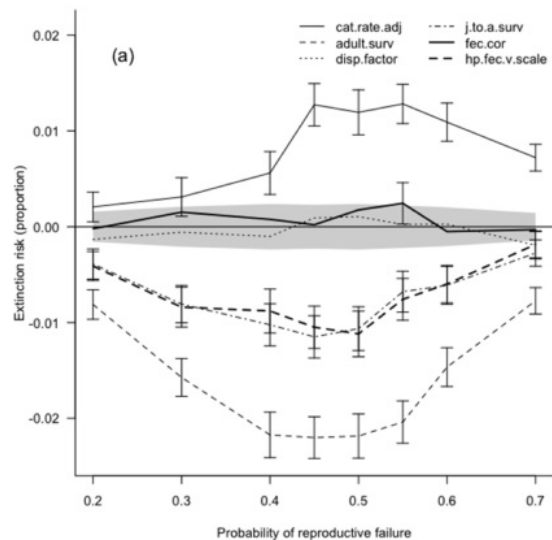 (a)
cat.rate.adj
adult.surv
disp.factor
j.to.a.surv
fec.cor
hp.fec.v.scale
Extinction risk (proportion)
0.02
0.01
0.00
-0.01
-0.02
0.2 0.3 0.4 0.5 0.6 0.7
Probability of reproductive failure